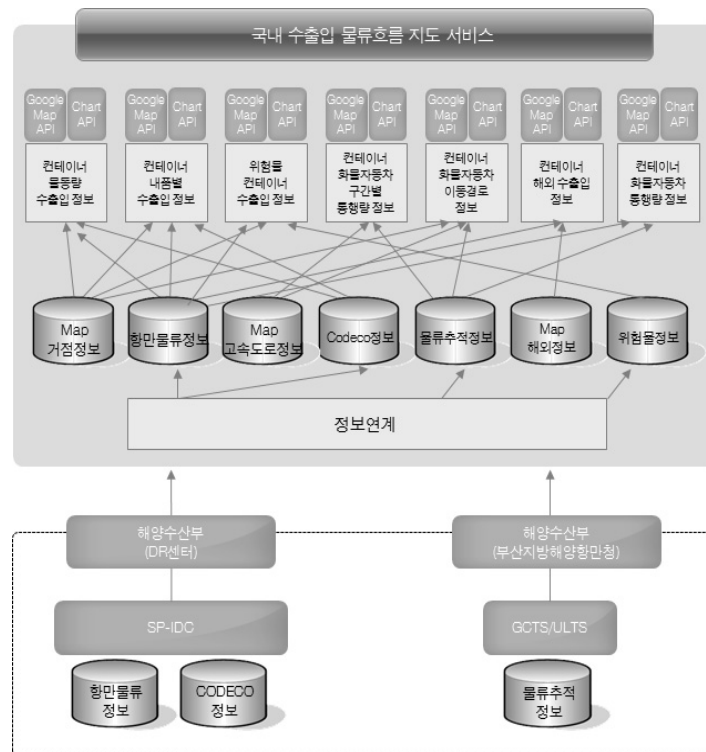 국내 수출입 물류흐름 지도 서비스
Google
Map
API
Chart
API
Google
Map
API
Chart
API
Google
Map
API
Chart
API
Google
Map
API
Chart
API
Google
Map
API
Chart
API
Google
Map
API
Chart
API
Google
Map
API
Chart
API
컨테이너
물동량
수출입 정보
컨테이너
내품별
수출입 정보
위험물
컨테이너
수출입 정보
컨테이너
화물자동차
구간별
통행량 정보
컨테이너
화물자동차
이동경로
정보
컨테이너
해외 수출입
정보
컨테이너
화물자동차
통행량 정보
Map
거점정보
항만물류정보
Map
고속도로정보
Codeco정보
물류추적정보
Map
해외정보
위험물정보
정보연계
해양수산부
(DR센터)
해양수산부
(부산지방해양항만청)
SP-IDC
GCTS/ULTS
항만물류
정보
CODECO
정보
물류추적
정보